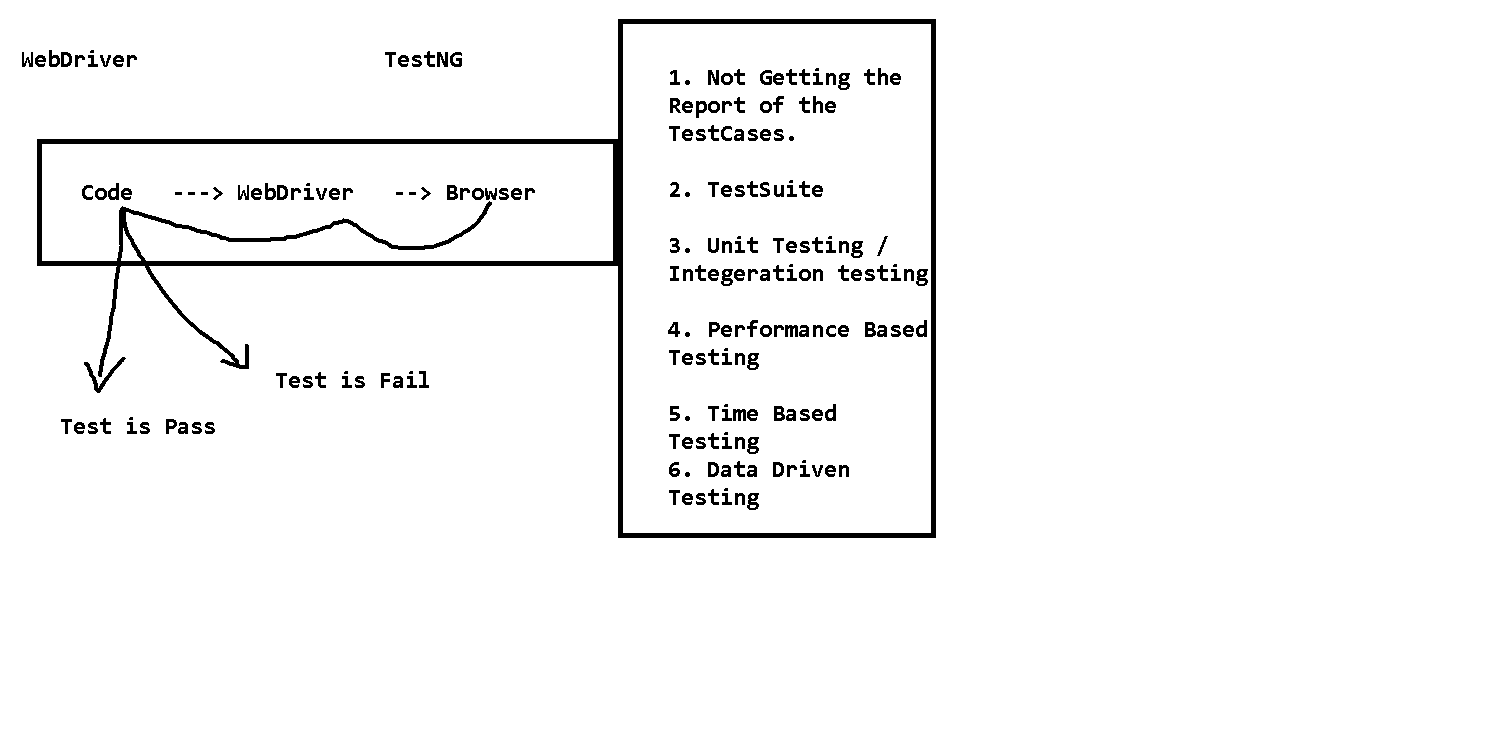 WebDriver
TestNG
Code ---> WebDriver --> Browser
Test is Fail
Test is Pass
1. Not Getting the
Report of the
TestCases.
2. TestSuite
3. Unit Testing /
Integeration testing
4. Performance Based
Testing
5. Time Based
Testing
6. Data Driven
Testing